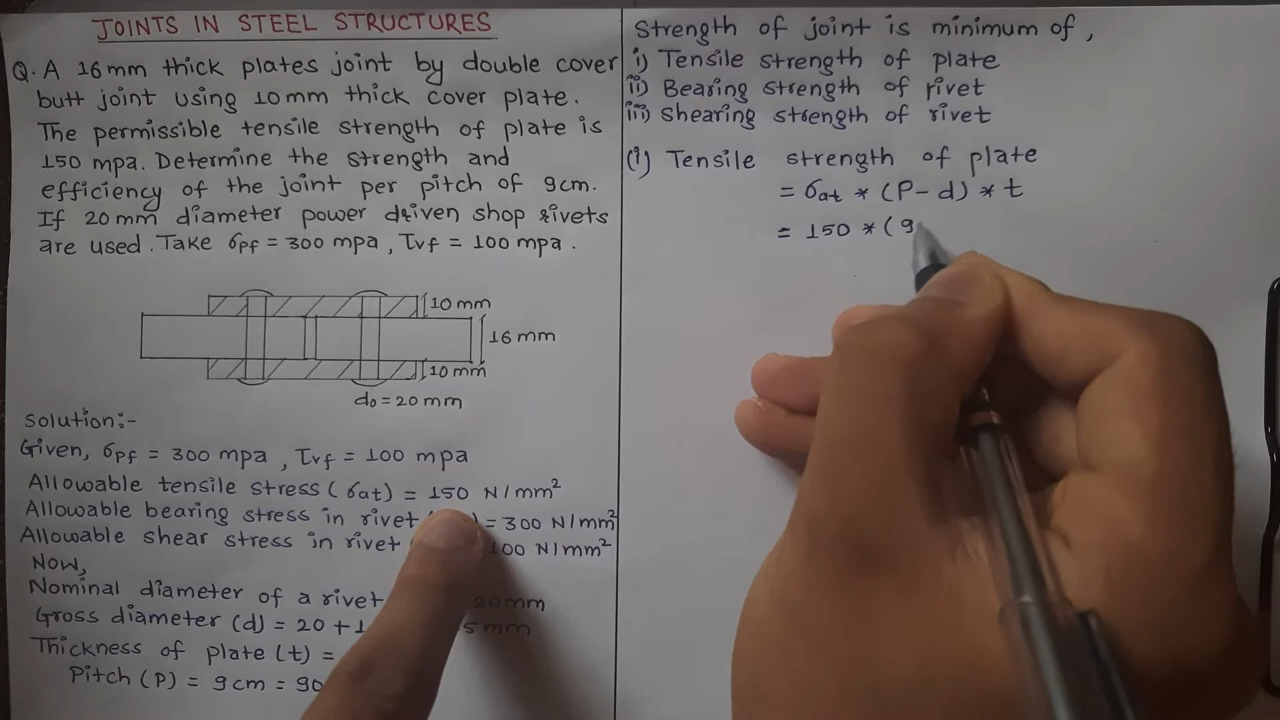 JOINTS IN STEEL STRUCTURES
Q. A 16mm thick plates joint by double cover
butt joint using 10mm thick cover plate.
The permissible tensile strength of plate is
150 mpa. Determine the strength and
efficiency of the joint per pitch of 9cm.
If 20mm diameter power driven shop rivets
are used. Take σpf = 300 mpa, τvf = 100 mpa.
10 mm
16 mm
10 mm
do = 20 mm
Solution:-
Given, σpf = 300 mpa, τvf = 100 mpa
Allowable tensile stress (σat) = 150 N/mm²
Allowable bearing stress in rivet ( ) = 300 N/mm²
Allowable shear stress in rivet 100 N/mm²
NOW,
Nominal diameter of a rivet 20mm
Gross diameter (d) = 20 + 1 5 mm
Thickness of plate (t) =
Pitch (P) = 9cm = 90
Strength of joint is minimum of,
i) Tensile strength of plate
ii) Bearing strength of rivet
iii) Shearing strength of rivet
(i) Tensile strength of plate
= σat * (P - d) * t
= 150 * (9